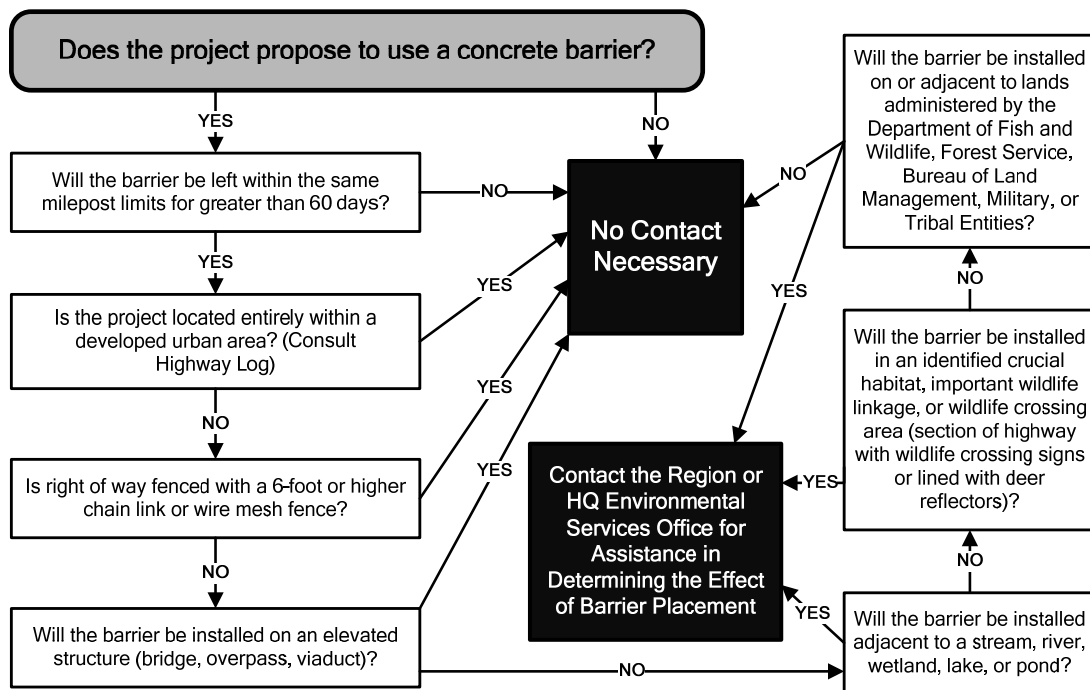 Does the project propose to use a concrete barrier?
YES
NO
Will the barrier be left within the same
milepost limits for greater than 60 days?
NO
YES
Is the project located entirely within a
developed urban area? (Consult
Highway Log)
YES
NO
Is right of way fenced with a 6-foot or higher
chain link or wire mesh fence?
YES
NO
Will the barrier be installed on an elevated
structure (bridge, overpass, viaduct)?
YES
NO
No Contact
Necessary
Contact the Region or
HQ Environmental
Services Office for
Assistance in
Determining the Effect
of Barrier Placement
Will the barrier be installed
on or adjacent to lands
administered by the
Department of Fish and
Wildlife, Forest Service,
Bureau of Land
Management, Military, or
Tribal Entities?
NO
YES
NO
Will the barrier be installed
in an identified crucial
habitat, important wildlife
linkage, or wildlife crossing
area (section of highway
with wildlife crossing signs
or lined with deer
reflectors)?
YES
NO
Will the barrier be installed
adjacent to a stream, river,
wetland, lake, or pond?
YES